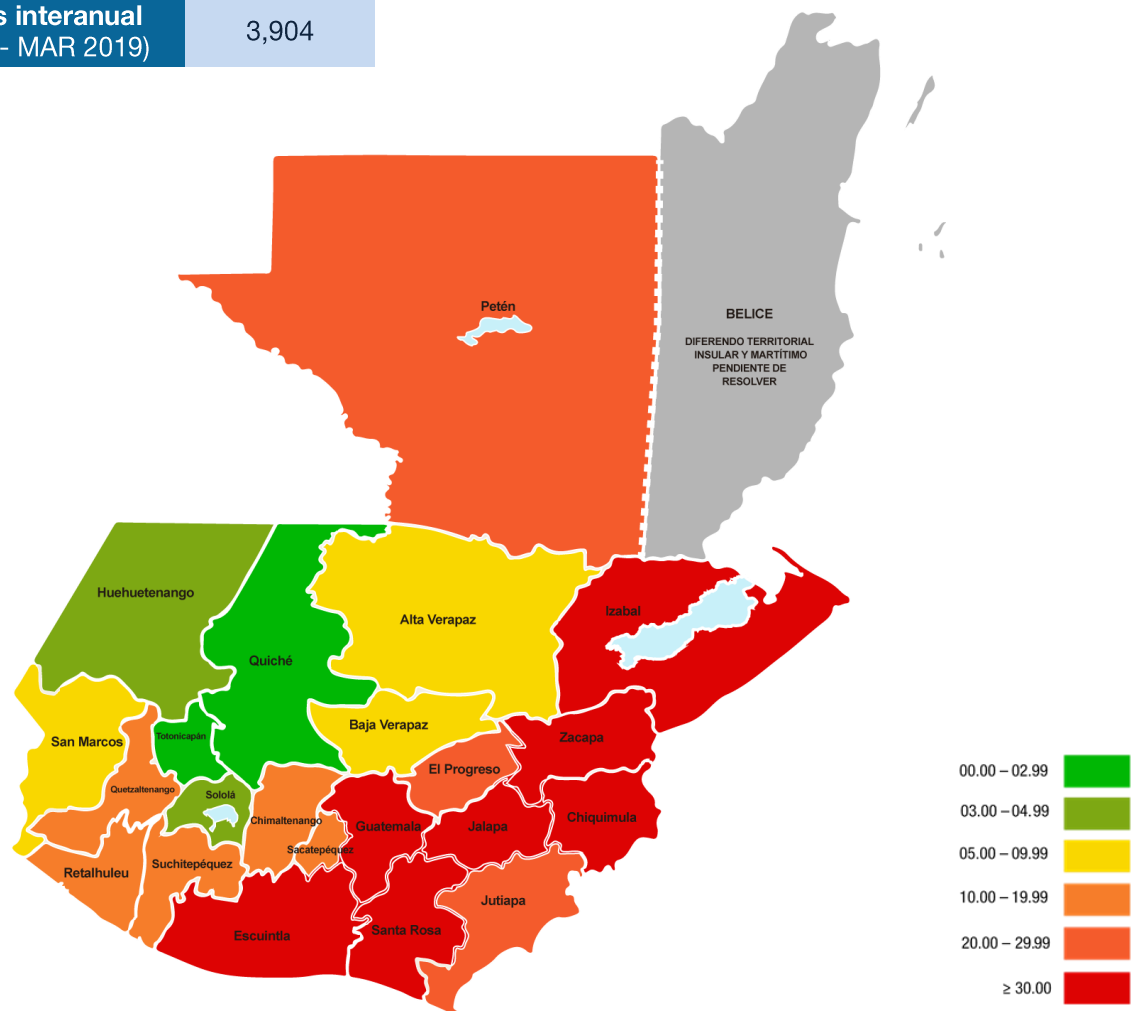 s interanual
- MAR 2019)
3,904
Petén
BELICE
DIFERENDO TERRITORIAL
INSULAR Y MARTÍTIMO
PENDIENTE DE
RESOLVER
Huehuetenango
Alta Verapaz
Izabal
Quiché
San Marcos
Totonicapán
Baja Verapaz
Zacapa
El Progreso
Quetzaltenango
Sololá
Chimaltenango
Guatemala
Jalapa
Chiquimula
Sacatepéquez
Retalhuleu
Suchitepéquez
Jutiapa
Escuintla
Santa Rosa
00.00 – 02.99
03.00 – 04.99
05.00 – 09.99
10.00 – 19.99
20.00 – 29.99
≥ 30.00